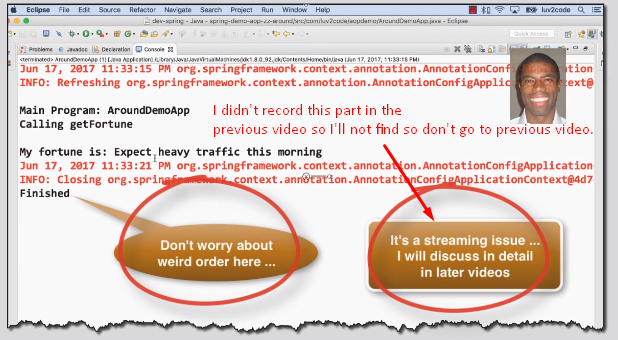 Eclipse File Edit Source Refactor Navigate Search Project Run Window Help
luv2code
dev-spring - Java - spring-demo-aop-zz-around/src/com/luv2code/aopdemo/AroundDemoApp.java - Eclipse
Quick Access
Problems Javadoc Declaration Console
<terminated> AroundDemoApp (1) [Java Application] /Library/Java/JavaVirtualMachines/jdk1.8.0_92.jdk/Contents/Home/bin/java (Jun 17, 2017, 11:33:15 PM)
Jun 17, 2017 11:33:15 PM org.springframework.context.annotation.AnnotationConfi
INFO: Refreshing org.springframework.context.annotation.AnnotationConfigApplic
Main Program: AroundDemoApp
Calling getFortune
I didn't record this part in the
previous video so I'll not find so don't go to previous video.
My fortune is: Expect heavy traffic this morning
Jun 17, 2017 11:33:21 PM org.springframework.context.annotation.AnnotationConfigApplication
INFO: Closing org.springframework.context.annotation.AnnotationConfigApplicationContext@4d7
Finished
Don't worry about
weird order here ...
It's a streaming issue ...
I will discuss in detail
in later videos